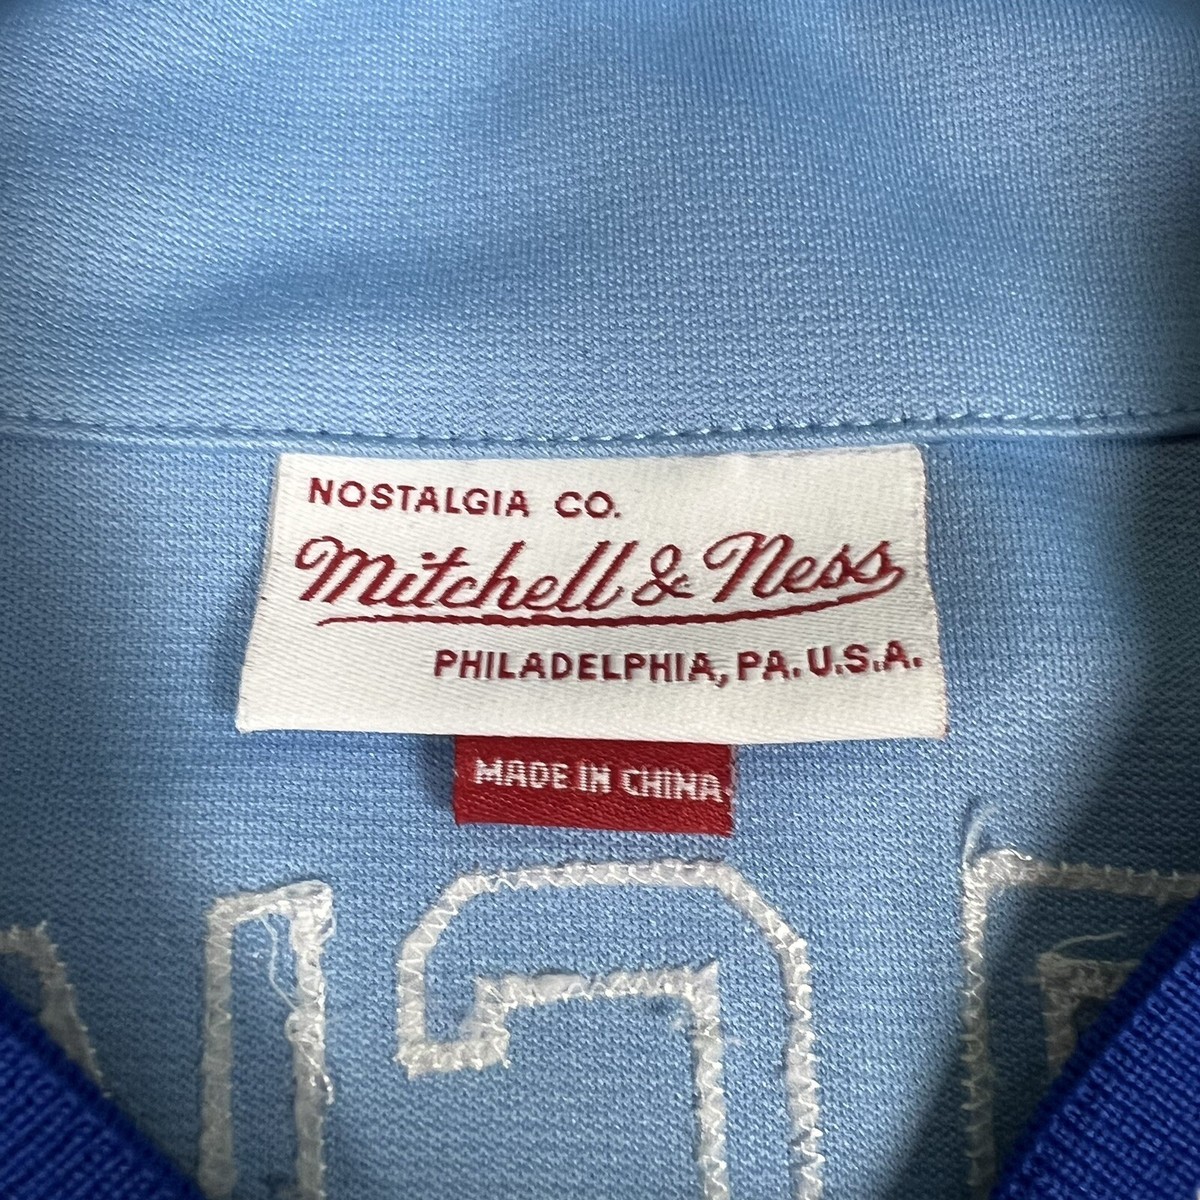 NOSTALGIA CO.
Mitchell & Ness
PHILADELPHIA, PA. U.S.A.
MADE IN CHINA